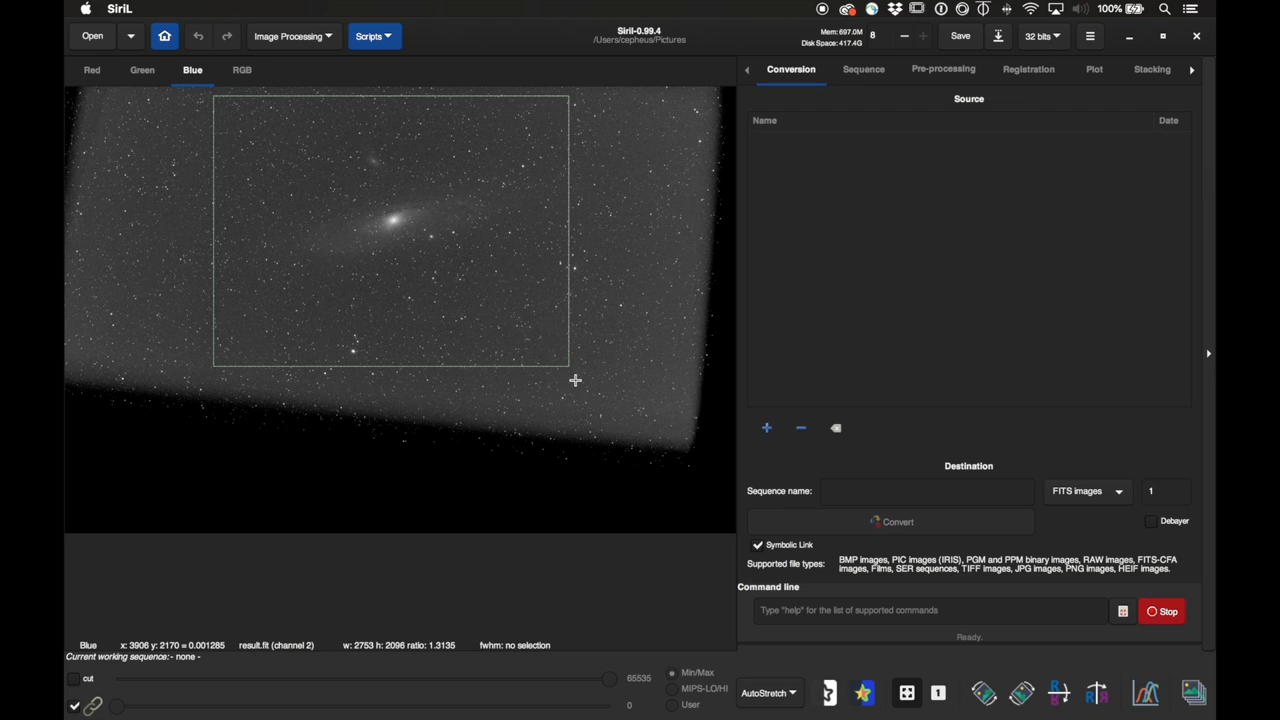 SiriL
100%
Open
Image Processing
Scripts
Siril-0.99.4
/Users/cepheus/Pictures
Mem: 697.0M
Disk Space: 417.4G
8
Save
32 bits
Red
Green
Blue
RGB
Conversion
Sequence
Pre-processing
Registration
Plot
Stacking
Source
Name
Date
Destination
Sequence name:
FITS images
1
Convert
Debayer
Symbolic Link
Supported file types:
BMP images, PIC images (IRIS), PGM and PPM binary images, RAW images, FITS-CFA
images, Films, SER sequences, TIFF images, JPG images, PNG images, HEIF images.
Command line
Type "help" for the list of supported commands
Stop
Ready.
Blue
x: 3906 y: 2170 = 0.001285
result.fit (channel 2)
w: 2753 h: 2096 ratio: 1.3135
fwhm: no selection
Current working sequence: - none -
cut
65535
0
Min/Max
MIPS-LO/HI
User
AutoStretch
1
R
R
R
R